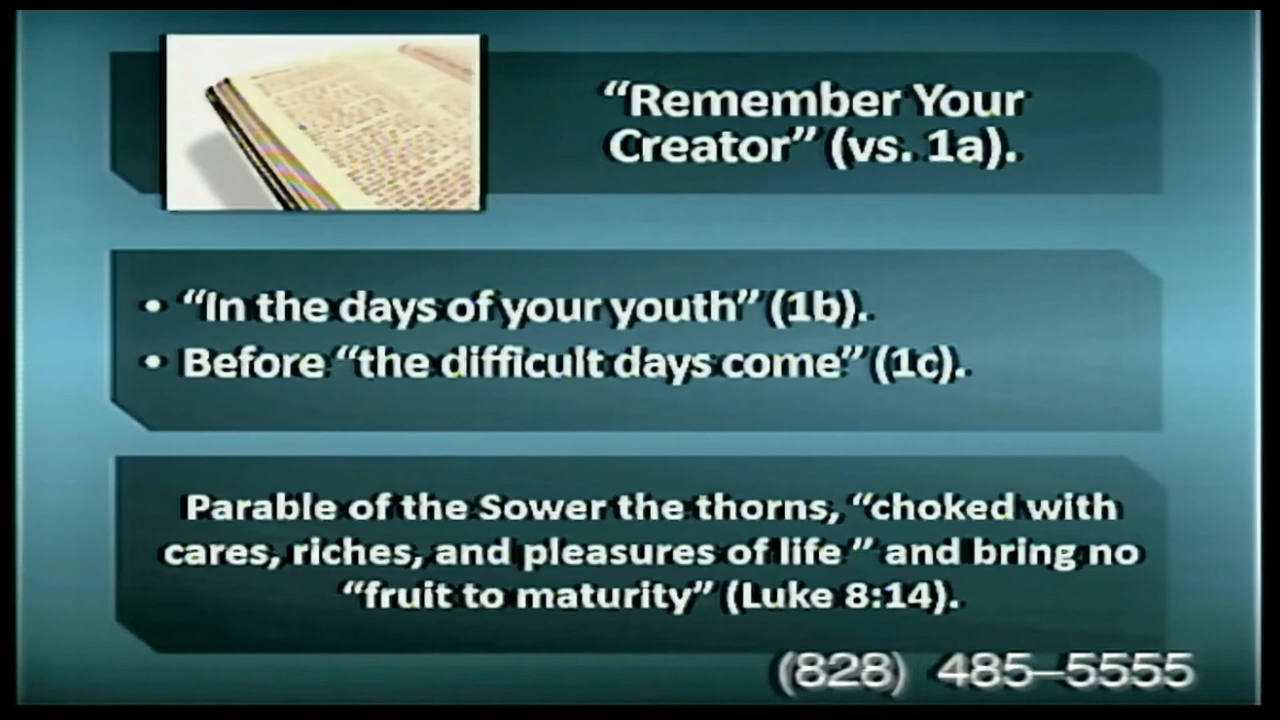 “Remember Your
Creator” (vs. 1a).
• “In the days of your youth” (1b).
• Before “the difficult days come” (1c).
Parable of the Sower the thorns, “choked with
cares, riches, and pleasures of life ” and bring no
“fruit to maturity” (Luke 8:14).
(828) 485–5555